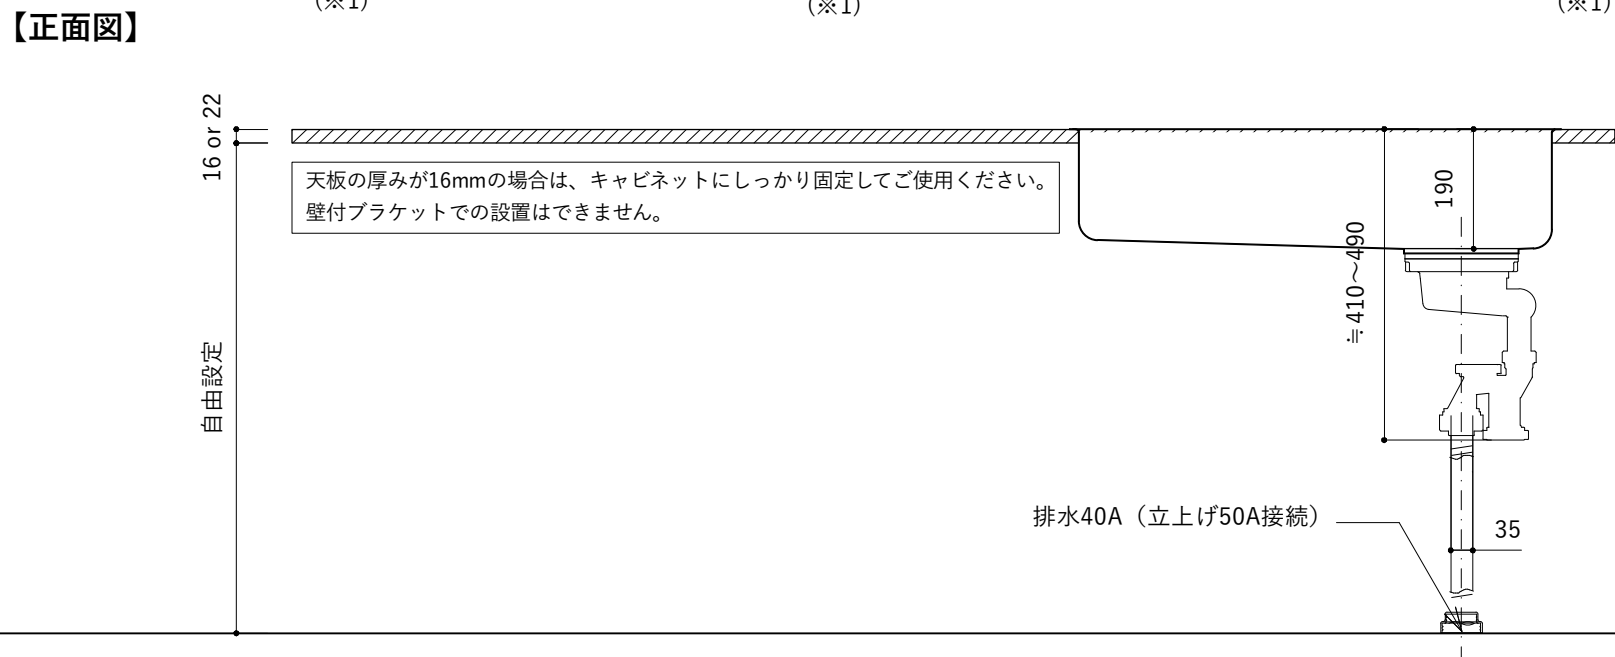 (※1)
(※1)
(※1)
【正面図】
16 or 22
天板の厚みが16mmの場合は、キャビネットにしっかり固定してご使用ください。
壁付ブラケットでの設置はできません。
190
≒410〜490
自由設定
排水40A（立上げ50A接続）
35